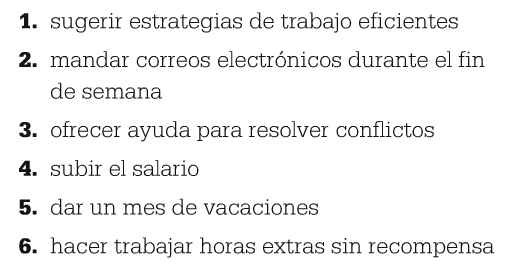 1. sugerir estrategias de trabajo eficientes
2. mandar correos electrónicos durante el fin
de semana
3. ofrecer ayuda para resolver conflictos
4. subir el salario
5. dar un mes de vacaciones
6. hacer trabajar horas extras sin recompensa